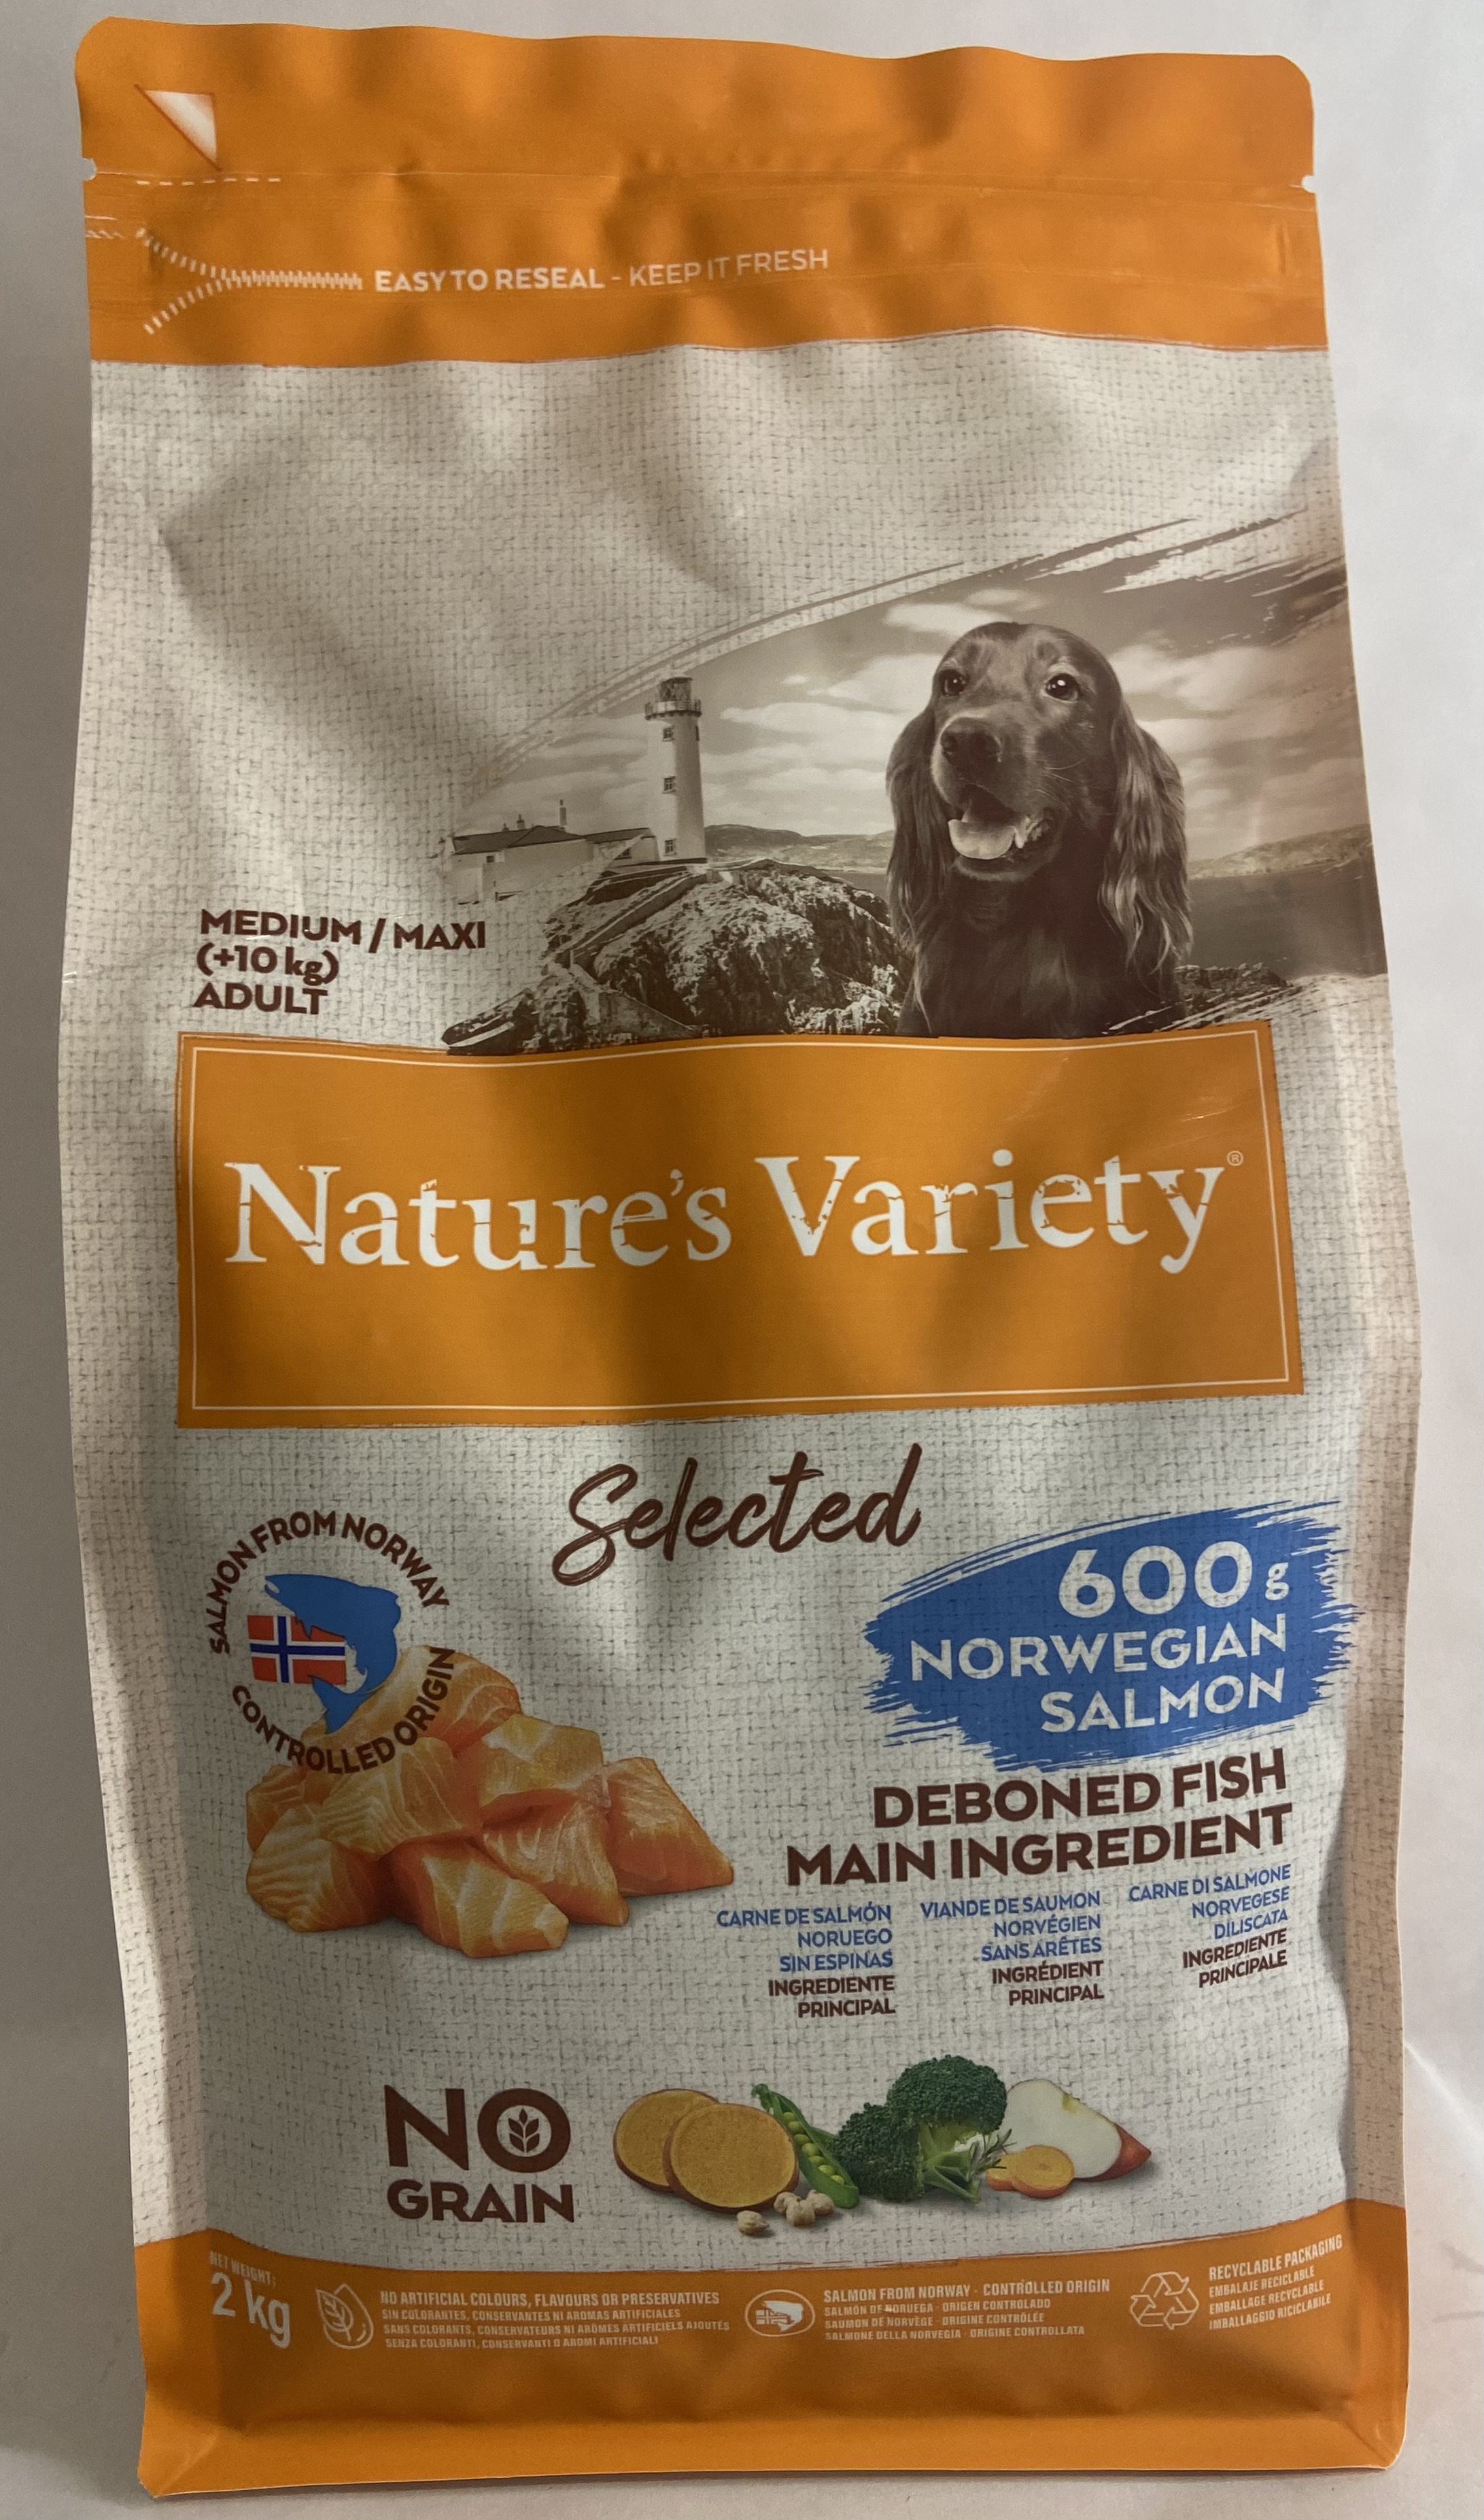 EASY TO RESEAL - KEEP IT FRESH
MEDIUM / MAXI
(+10 kg)
ADULT
Nature's Variety®
Selected
SALMON FROM NORWAY
CONTROLLED ORIGIN
600g
NORWEGIAN
SALMON
DEBONED FISH
MAIN INGREDIENT
CARNE DE SALMÓN
NORUEGO
SIN ESPINAS
INGREDIENTE
PRINCIPAL
VIANDE DE SAUMON
NORVÉGIEN
SANS ARÊTES
INGRÉDIENT
PRINCIPAL
CARNE DI SALMONE
NORVEGESE
DILISCATA
INGREDIENTE
PRINCIPALE
NO
GRAIN
NET WEIGHT:
2 kg
NO ARTIFICIAL COLOURS, FLAVOURS OR PRESERVATIVES
SIN COLORANTES, CONSERVANTES NI AROMAS ARTIFICIALES
SANS COLORANTS, CONSERVATEURS NI ARÔMES ARTIFICIELS AJOUTÉS
SENZA COLORANTI, CONSERVANTI O AROMI ARTIFICIALI
SALMON FROM NORWAY - CONTROLLED ORIGIN
SALMÓN DE NORUEGA - ORIGEN CONTROLADO
SAUMON DE NORVÈGE - ORIGINE CONTRÔLÉE
SALMONE DELLA NORVEGIA - ORIGINE CONTROLLATA
RECYCLABLE PACKAGING
EMBALAJE RECICLABLE
EMBALLAGE RECYCLABLE
IMBALLAGGIO RICICLABILE